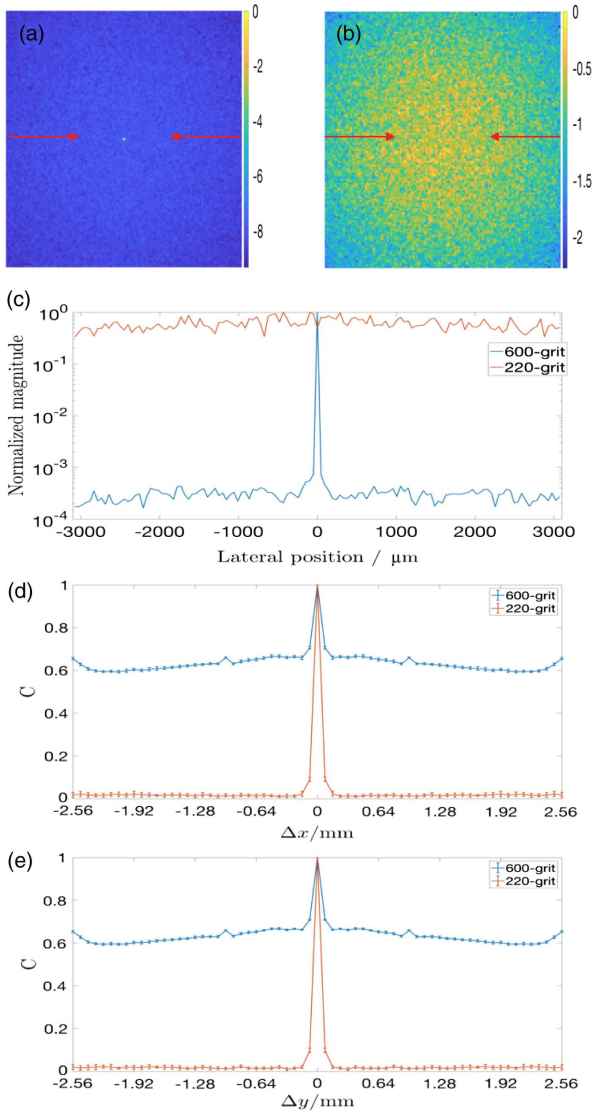 (a)
0
-2
-4
-6
-8
(b)
0
-0.5
-1
-1.5
-2
(c)
Normalized magnitude
10^0
10^-1
10^-2
10^-3
10^-4
600-grit
220-grit
-3000 -2000 -1000 0 1000 2000 3000
Lateral position / μm
(d)
C
1
0.8
0.6
0.4
0.2
0
600-grit
220-grit
-2.56 -1.92 -1.28 -0.64 0 0.64 1.28 1.92 2.56
Δx/mm
(e)
C
1
0.8
0.6
0.4
0.2
0
600-grit
220-grit
-2.56 -1.92 -1.28 -0.64 0 0.64 1.28 1.92 2.56
Δy/mm